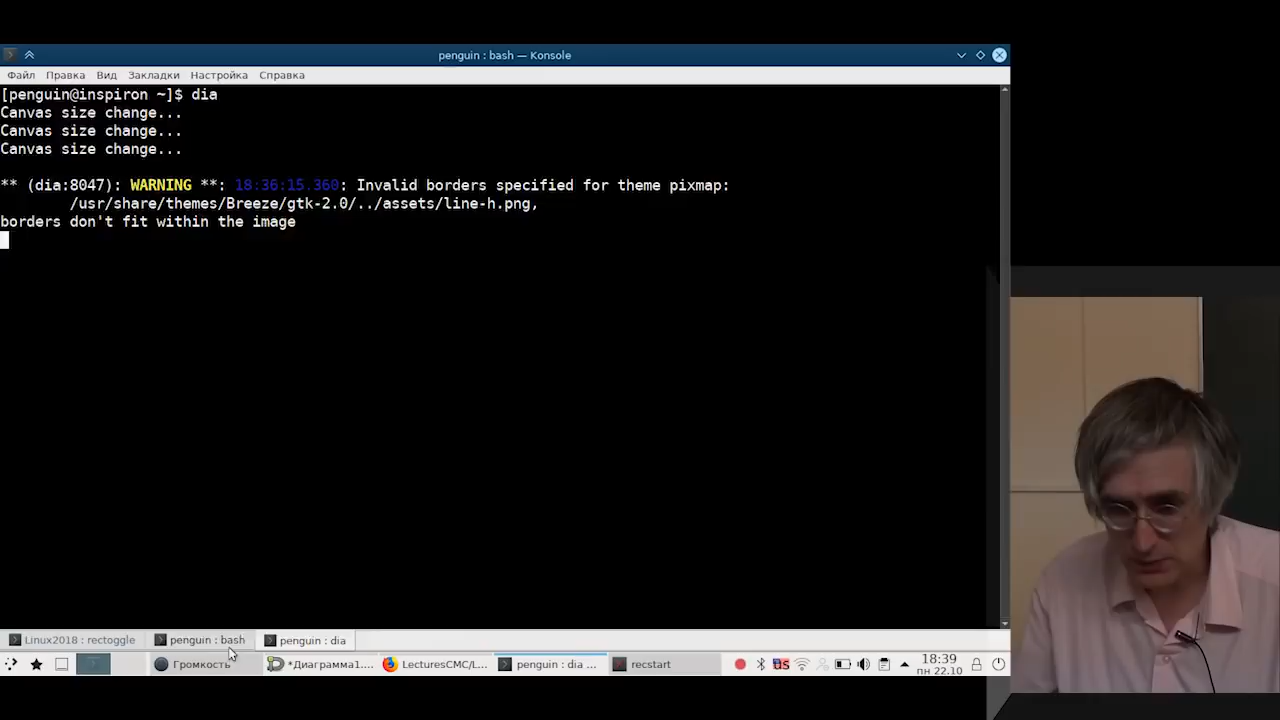 penguin : bash — Konsole
Файл Правка Вид Закладки Настройка Справка
[penguin@inspiron ~]$ dia
Canvas size change...
Canvas size change...
Canvas size change...
** (dia:8047): WARNING **: 18:36:15.360: Invalid borders specified for theme pixmap:
/usr/share/themes/Breeze/gtk-2.0/../assets/line-h.png,
borders don't fit within the image
Linux2018 : rectoggle penguin : bash penguin : dia
Громкость *Диаграмма1.... LecturesCMC/L... penguin : dia ... recstart US 18:39
пн 22.10